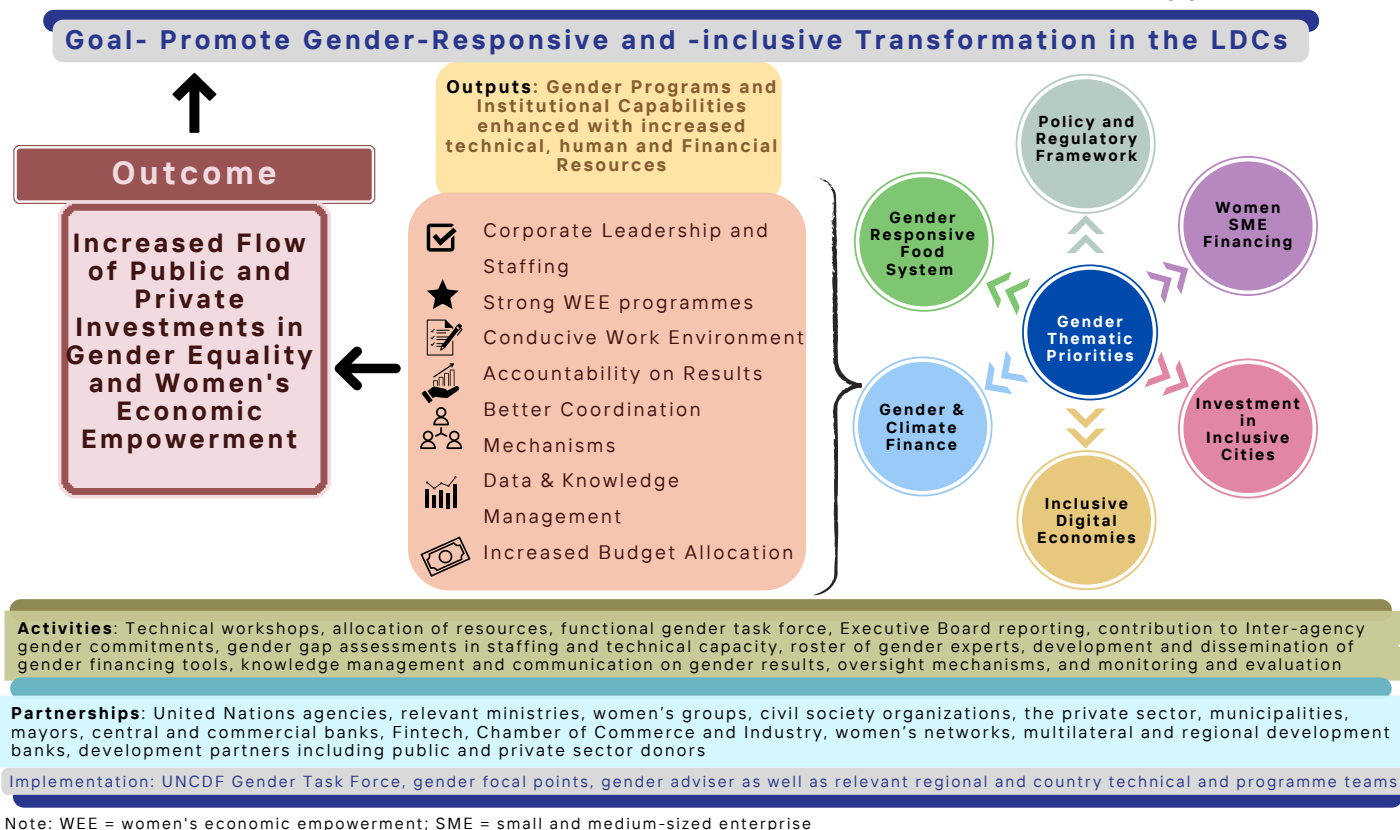 Goal- Promote Gender-Responsive and -inclusive Transformation in the LDCs
Outcome
Increased Flow
of Public and
Private
Investments in
Gender Equality
and Women's
Economic
Empowerment
Outputs: Gender Programs and
Institutional Capabilities
enhanced with increased
technical, human and Financial
Resources
Corporate Leadership and
Staffing
Strong WEE programmes
Conducive Work Environment
Accountability on Results
Better Coordination
Mechanisms
Data & Knowledge
Management
Increased Budget Allocation
Policy and
Regulatory
Framework
Gender
Responsive
Food
System
Women
SME
Financing
Gender
Thematic
Priorities
Gender &
Climate
Finance
Investment
in
Inclusive
Cities
Inclusive
Digital
Economies
Activities: Technical workshops, allocation of resources, functional gender task force, Executive Board reporting, contribution to Inter-agency
gender commitments, gender gap assessments in staffing and technical capacity, roster of gender experts, development and dissemination of
gender financing tools, knowledge management and communication on gender results, oversight mechanisms, and monitoring and evaluation
Partnerships: United Nations agencies, relevant ministries, women's groups, civil society organizations, the private sector, municipalities,
mayors, central and commercial banks, Fintech, Chamber of Commerce and Industry, women's networks, multilateral and regional development
banks, development partners including public and private sector donors
Implementation: UNCDF Gender Task Force, gender focal points, gender adviser as well as relevant regional and country technical and programme teams
Note: WEE = women's economic empowerment; SME = small and medium-sized enterprise